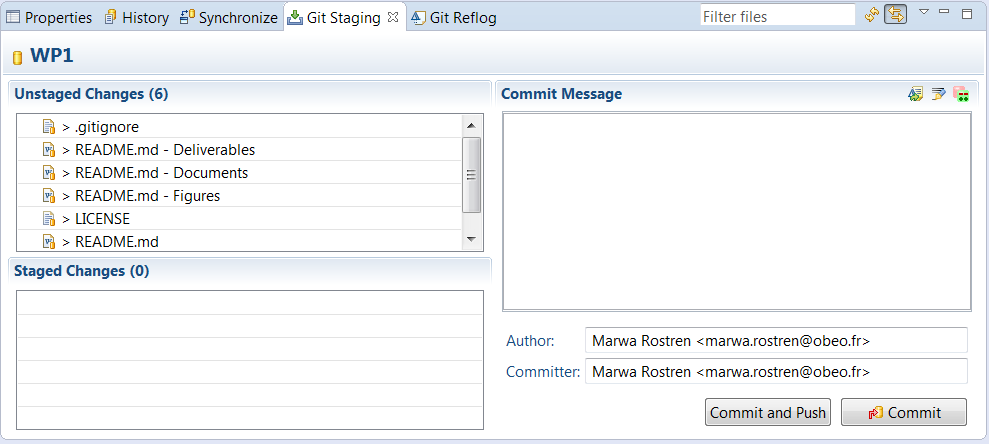 Properties History Synchronize Git Staging Git Reflog Filter files
WP1
Unstaged Changes (6)
> .gitignore
> README.md - Deliverables
> README.md - Documents
> README.md - Figures
> LICENSE
> README.md
Staged Changes (0)
Commit Message
Author: Marwa Rostren <marwa.rostren@obeo.fr>
Committer: Marwa Rostren <marwa.rostren@obeo.fr>
Commit and Push Commit